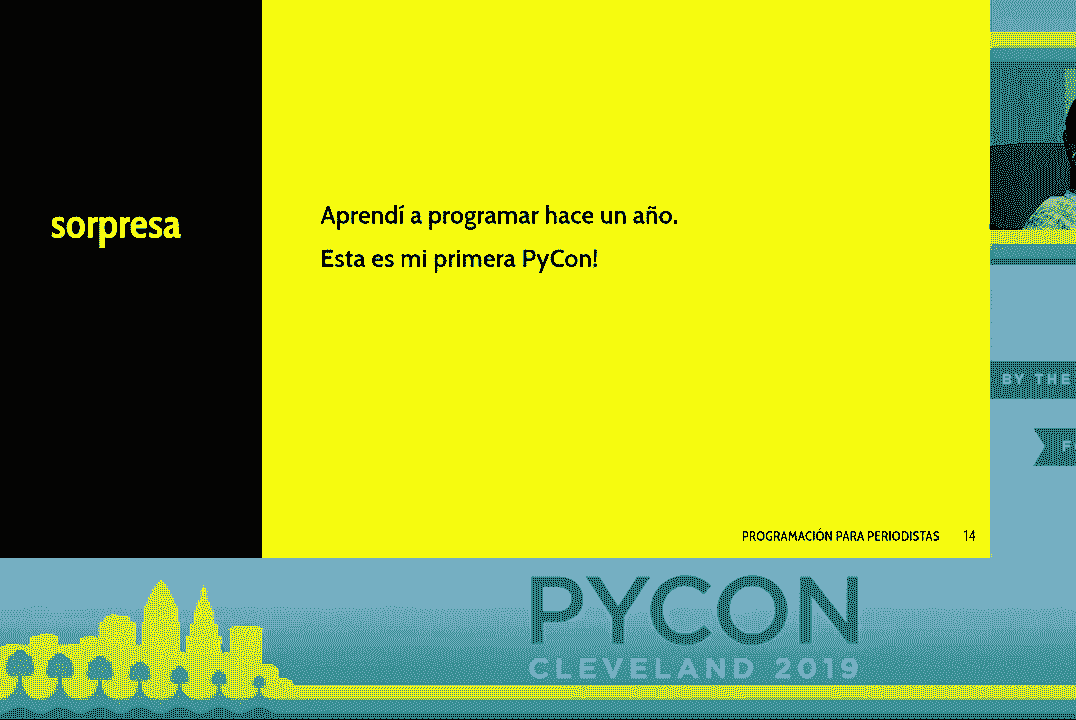 sorpresa
Aprendí a programar hace un año.
Esta es mi primera PyCon!
PROGRAMACIÓN PARA PERIODISTAS 14
BY THE
PYCON
CLEVELAND 2019